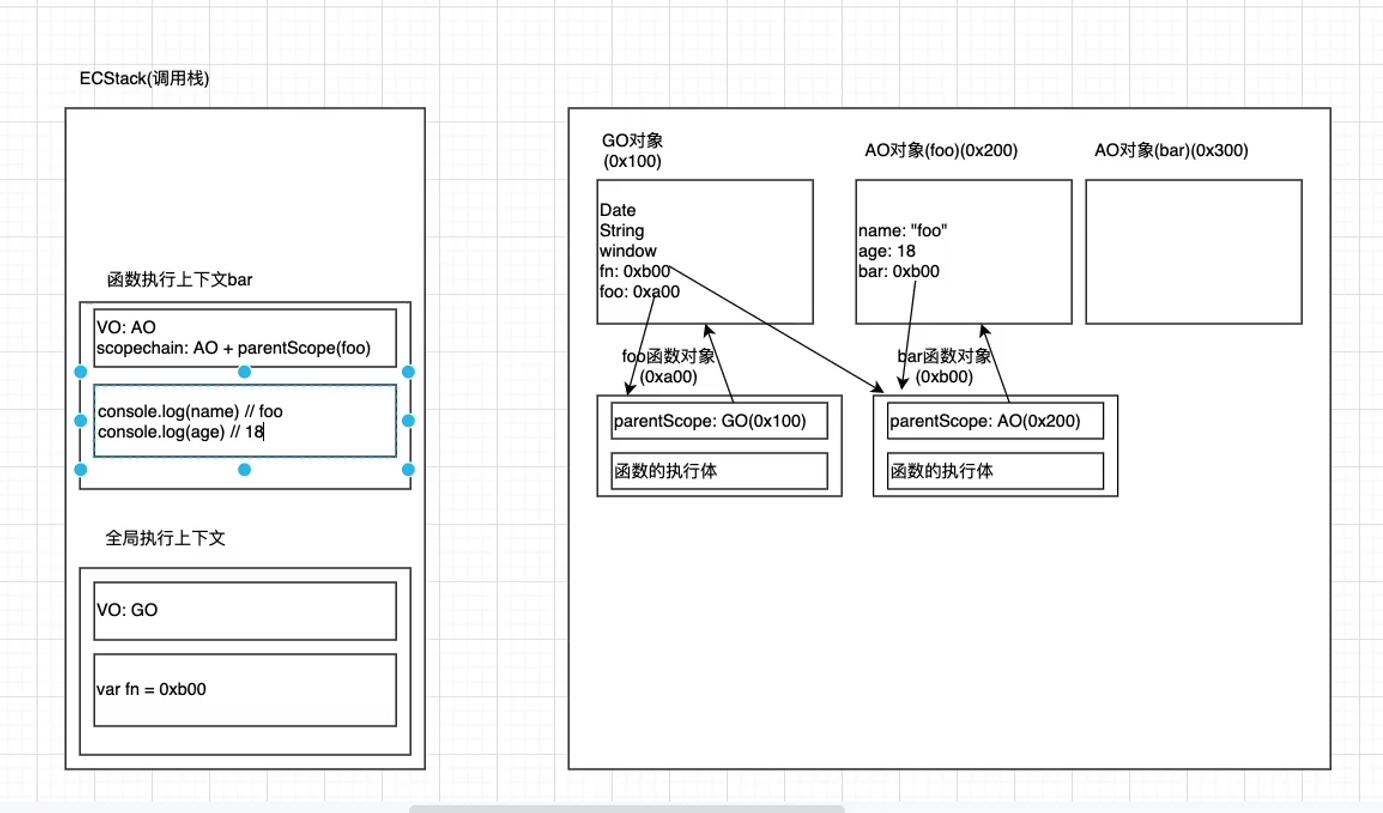 ECStack(调用栈)
函数执行上下文bar
VO: AO
scopechain: AO + parentScope(foo)
console.log(name) // foo
console.log(age) // 18
全局执行上下文
VO: GO
var fn = 0xb00
GO对象
(0x100)
Date
String
window
fn: 0xb00
foo: 0xa00
AO对象(foo)(0x200)
name: "foo"
age: 18
bar: 0xb00
AO对象(bar)(0x300)
foo函数对象
(0xa00)
parentScope: GO(0x100)
函数的执行体
bar函数对象
(0xb00)
parentScope: AO(0x200)
函数的执行体